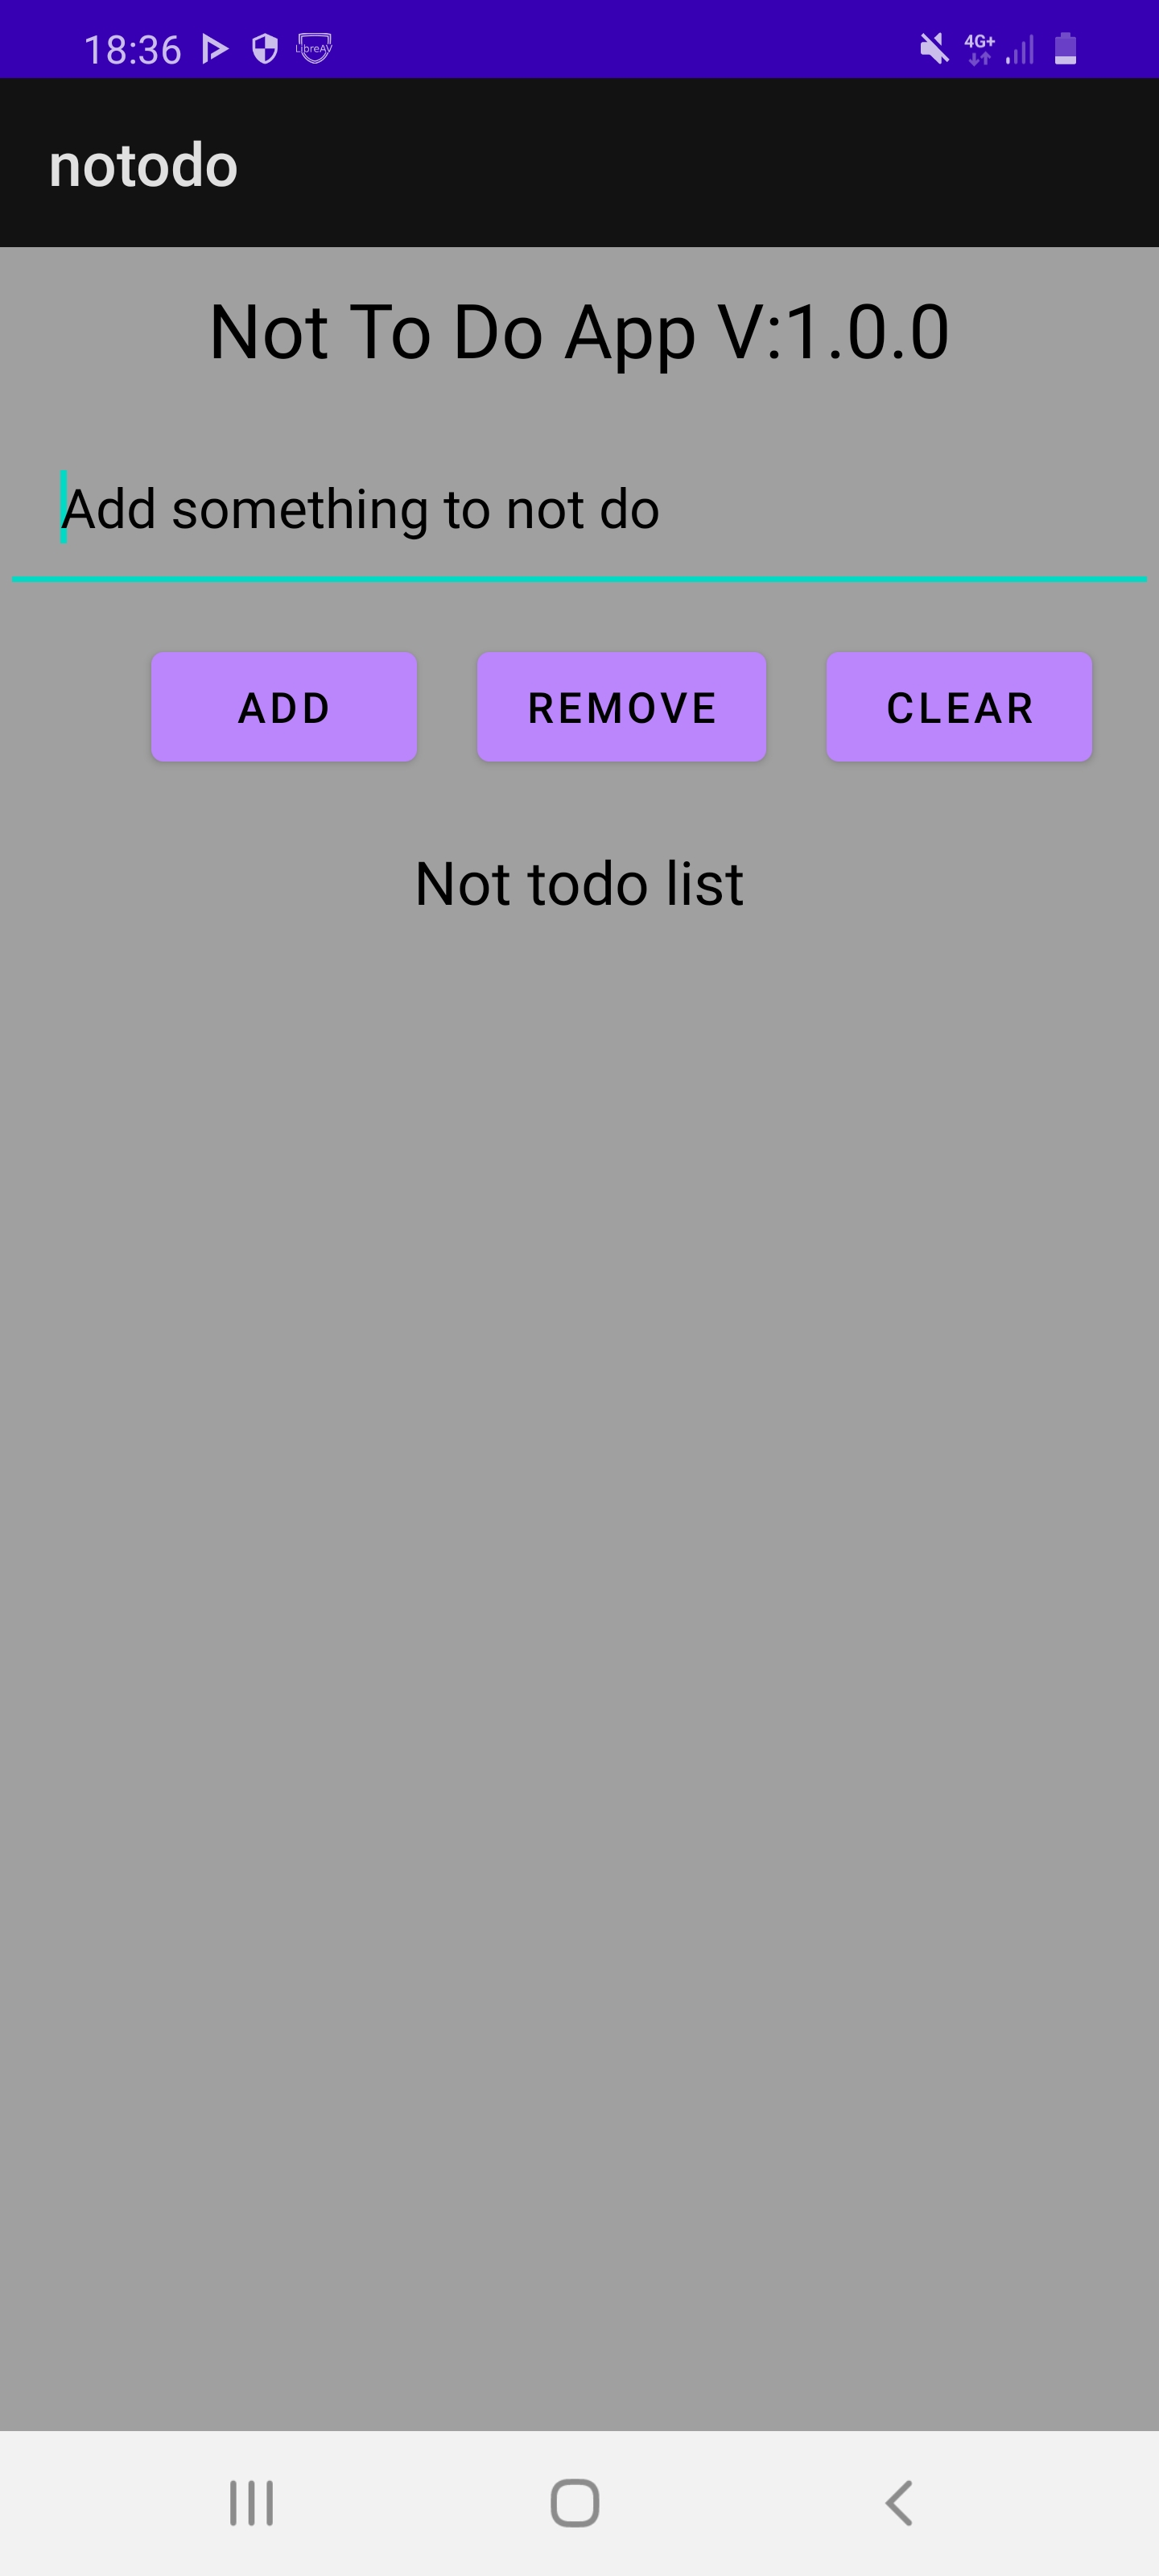 18:36 LibreAV 4G+
notodo
Not To Do App V:1.0.0
Add something to not do
ADD REMOVE CLEAR
Not todo list